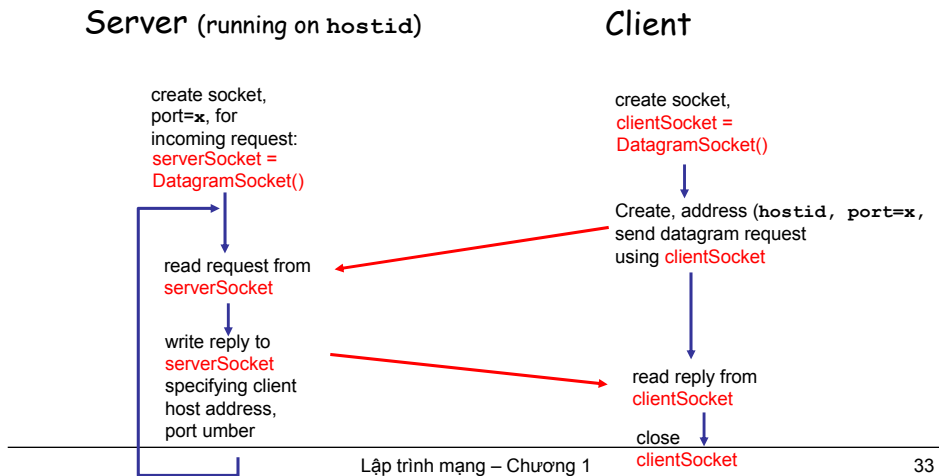 Server (running on hostid)
Client
create socket,
port=x, for
incoming request:
serverSocket =
DatagramSocket()
create socket,
clientSocket =
DatagramSocket()
Create, address (hostid, port=x,
send datagram request
using clientSocket
read request from
serverSocket
write reply to
serverSocket
specifying client
host address,
port umber
read reply from
clientSocket
close
clientSocket
Lập trình mạng – Chương 1
33